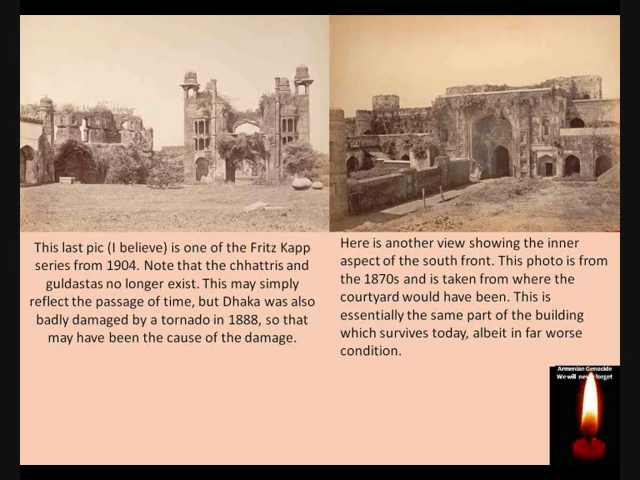 This last pic (I believe) is one of the Fritz Kapp
series from 1904. Note that the chhattris and
guldastas no longer exist. This may simply
reflect the passage of time, but Dhaka was also
badly damaged by a tornado in 1888, so that
may have been the cause of the damage.
Here is another view showing the inner
aspect of the south front. This photo is from
the 1870s and is taken from where the
courtyard would have been. This is
essentially the same part of the building
which survives today, albeit in far worse
condition.
Armenian Genocide
We will never forget